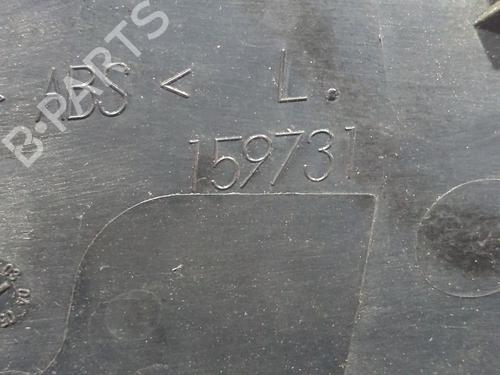 > ABS <
L.
159731
B-PARTS